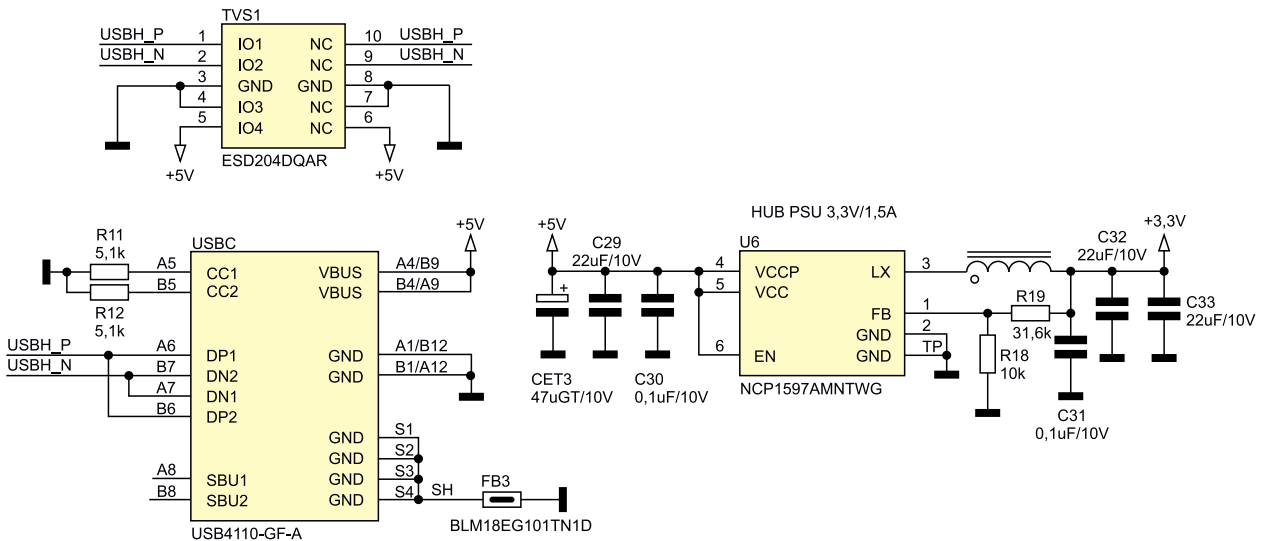 TVS1
USBH_P 1 IO1 NC 10 USBH_P
USBH_N 2 IO2 NC 9 USBH_N
3 GND GND 8
4 IO3 NC 7
5 IO4 NC 6
+5V +5V
ESD204DQAR
USBC
+5V
R11
5,1k
A5 CC1 VBUS A4/B9
B5 CC2 VBUS B4/A9
R12
5,1k
USBH_P A6 DP1 GND A1/B12
USBH_N B7 DN2 GND B1/A12
A7 DN1
B6 DP2
GND S1
GND S2
A8 SBU1 GND S3
B8 SBU2 GND S4 SH
FB3
BLM18EG101TN1D
USB4110-GF-A
HUB PSU 3,3V/1,5A
+5V
C29
22uF/10V
U6
+3,3V
C32
22uF/10V
4 VCCP LX 3
5 VCC
FB 1
R19
31,6k
C33
22uF/10V
GND 2
6 EN GND TP
R18
10k
+
CET3
47uGT/10V
C30
0,1uF/10V
NCP1597AMNTWG
C31
0,1uF/10V